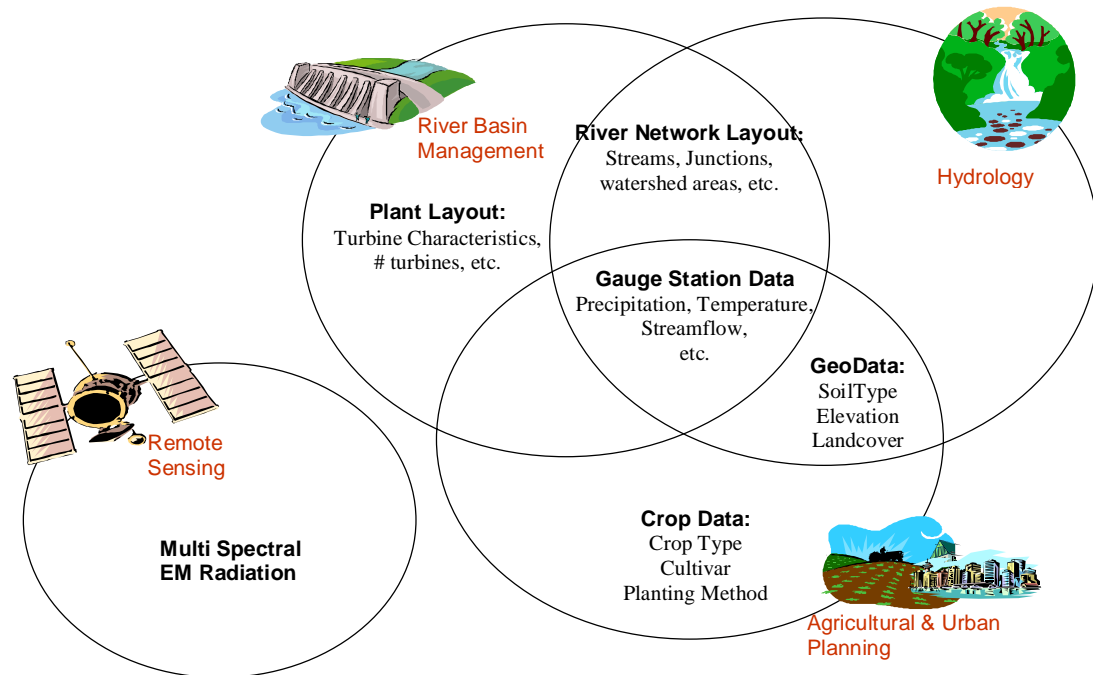 River Basin
Management
River Network Layout:
Streams, Junctions,
watershed areas, etc.
Hydrology
Plant Layout:
Turbine Characteristics,
# turbines, etc.
Gauge Station Data
Precipitation, Temperature,
Streamflow,
etc.
GeoData:
SoilType
Elevation
Landcover
Remote
Sensing
Multi Spectral
EM Radiation
Crop Data:
Crop Type
Cultivar
Planting Method
Agricultural & Urban
Planning